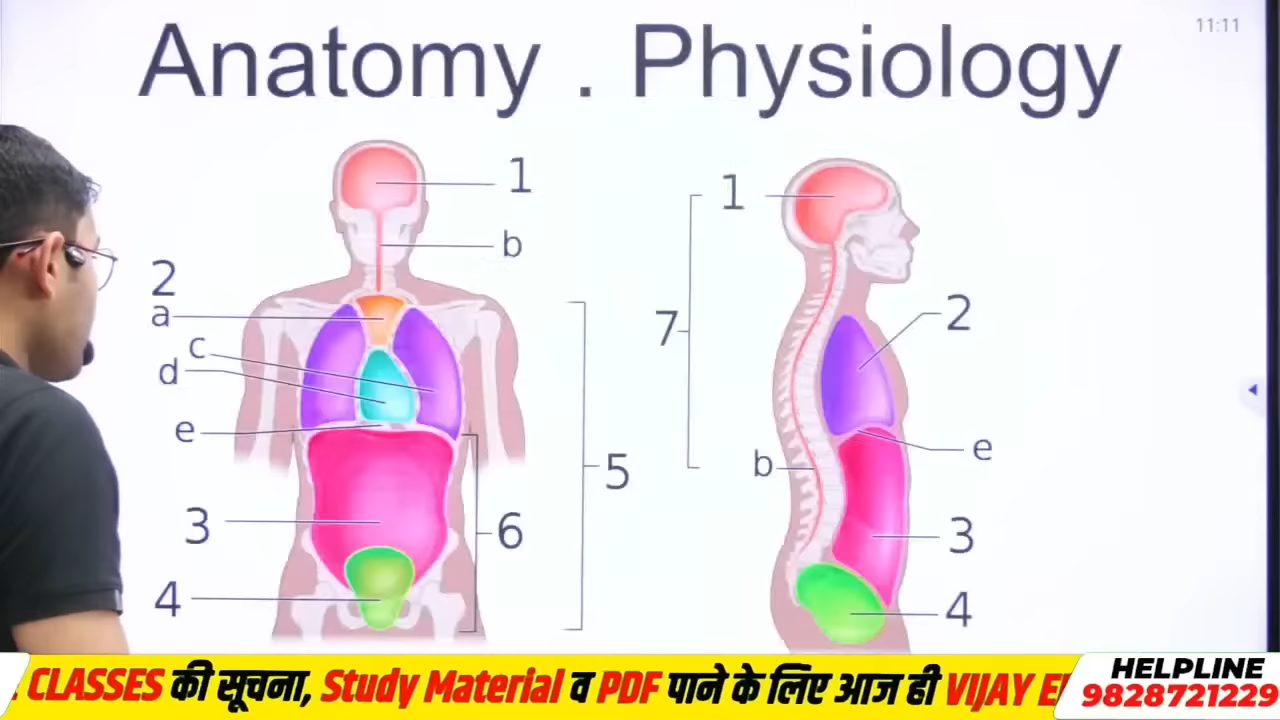 11:11
Anatomy . Physiology
1
b
2
a
c
d
e
3
4
6
5
1
7
2
e
b
3
4
CLASSES की सूचना, Study Material व PDF पाने के लिए आज ही VIJAY
HELPLINE
9828721229